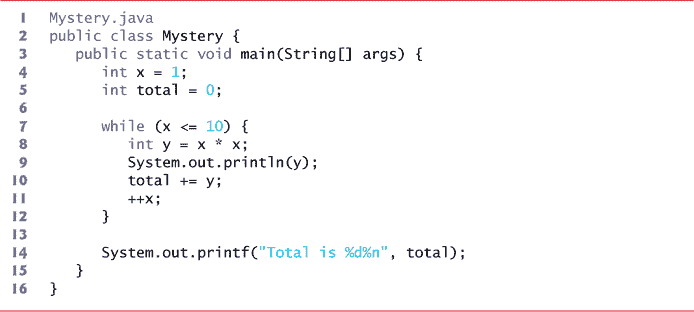 1 Mystery.java
2 public class Mystery {
3 public static void main(String[] args) {
4 int x = 1;
5 int total = 0;
6
7 while (x <= 10) {
8 int y = x * x;
9 System.out.println(y);
10 total += y;
11 ++x;
12 }
13
14 System.out.printf("Total is %d%n", total);
15 }
16 }